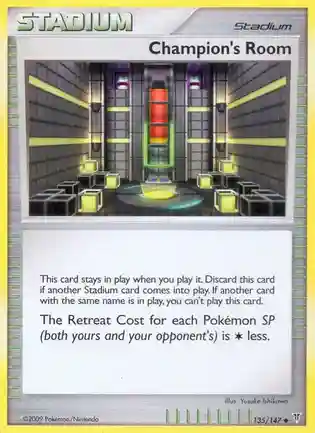 STADIUM
Stadium
Champion's Room
This card stays in play when you play it. Discard this card
if another Stadium card comes into play. If another card
with the same name is in play, you can't play this card.
The Retreat Cost for each Pokémon SP
(both yours and your opponent's) is ✶ less.
Illus. Yusuke Ishikawa
©2009 Pokémon/Nintendo
135/147 ◆